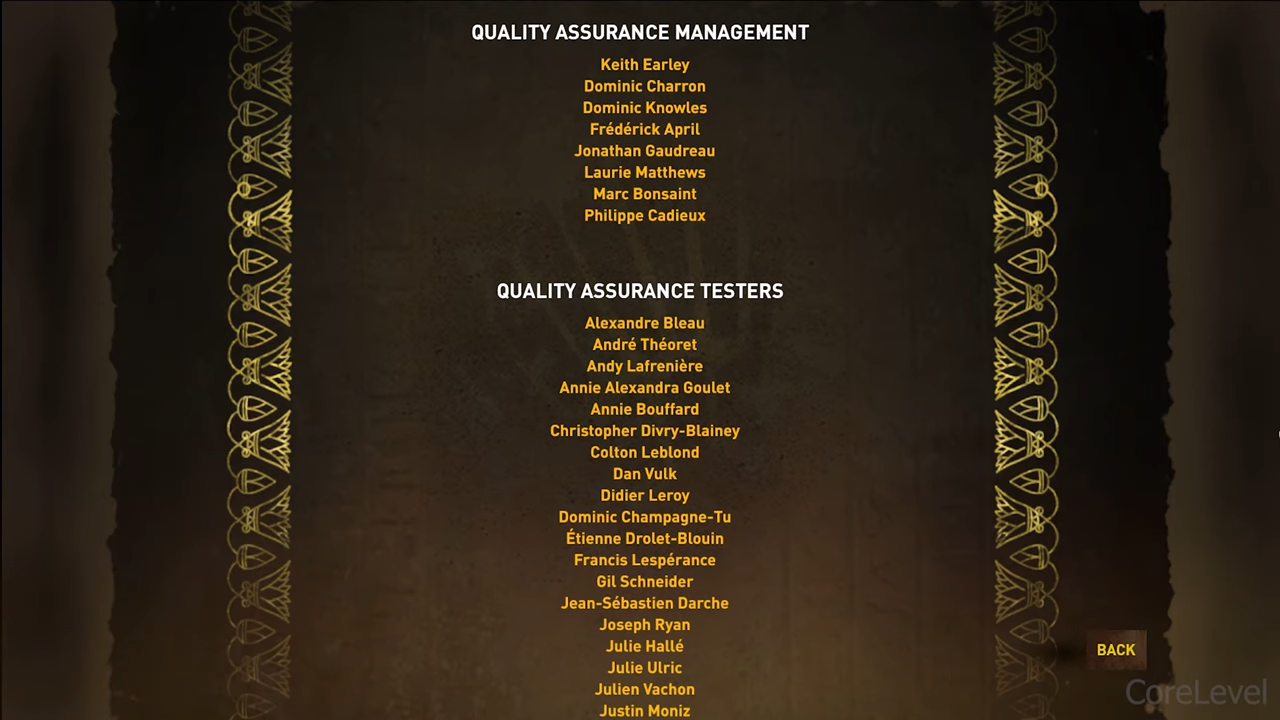 QUALITY ASSURANCE MANAGEMENT
Keith Earley
Dominic Charron
Dominic Knowles
Frédérick April
Jonathan Gaudreau
Laurie Matthews
Marc Bonsaint
Philippe Cadieux
QUALITY ASSURANCE TESTERS
Alexandre Bleau
André Théoret
Andy Lafrenière
Annie Alexandra Goulet
Annie Bouffard
Christopher Divry-Blainey
Colton Leblond
Dan Vulk
Didier Leroy
Dominic Champagne-Tu
Étienne Drolet-Blouin
Francis Lespérance
Gil Schneider
Jean-Sébastien Darche
Joseph Ryan
Julie Hallé
Julie Ulric
Julien Vachon
Justin Moniz
BACK
CoreLevel